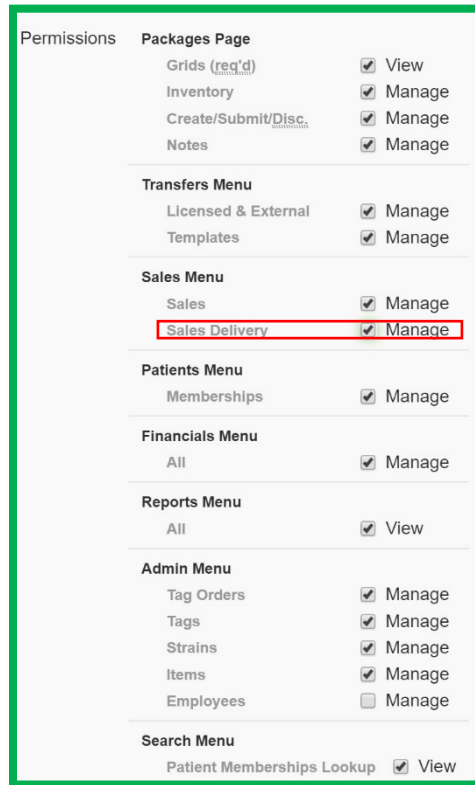 Permissions Packages Page
Grids (req'd) View
Inventory Manage
Create/Submit/Disc. Manage
Notes Manage
Transfers Menu
Licensed & External Manage
Templates Manage
Sales Menu
Sales Manage
Sales Delivery Manage
Patients Menu
Memberships Manage
Financials Menu
All Manage
Reports Menu
All View
Admin Menu
Tag Orders Manage
Tags Manage
Strains Manage
Items Manage
Employees Manage
Search Menu
Patient Memberships Lookup View